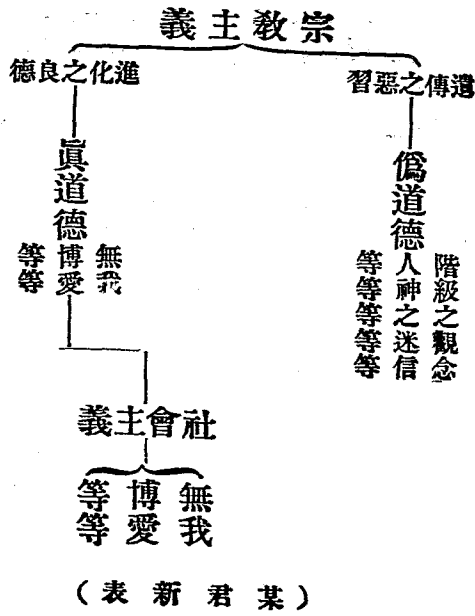 宗教主義
遺傳之惡習
僞道德
階級之觀念
人神之迷信
等等等等等
進化之良德
眞道德
無我
博愛
等等
社會主義
無我
博愛
等等
(某君新表)